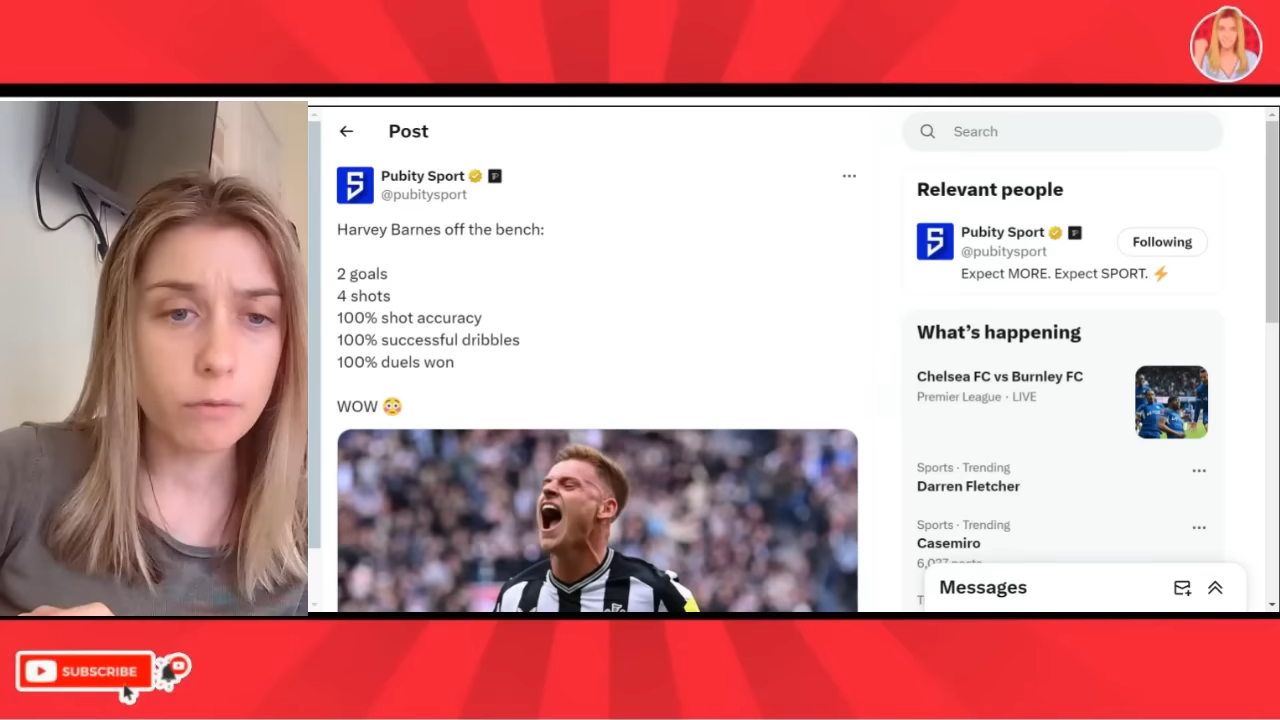 Post
Search
Pubity Sport
@pubitysport
Harvey Barnes off the bench:
2 goals
4 shots
100% shot accuracy
100% successful dribbles
100% duels won
WOW 😳
Relevant people
Pubity Sport
@pubitysport
Following
Expect MORE. Expect SPORT. ⚡
What's happening
Chelsea FC vs Burnley FC
Premier League · LIVE
Sports · Trending
Darren Fletcher
Sports · Trending
Casemiro
Messages
SUBSCRIBE